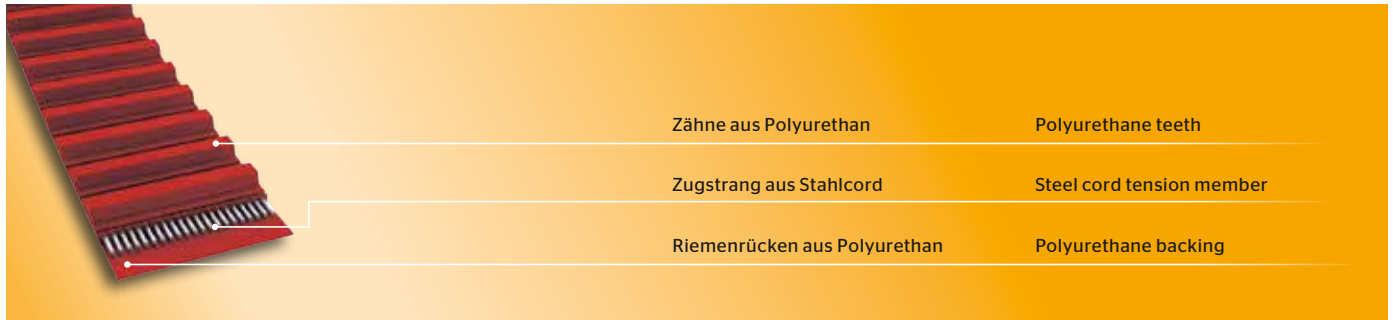 Zähne aus Polyurethan Polyurethane teeth
Zugstrang aus Stahlcord Steel cord tension member
Riemenrücken aus Polyurethan Polyurethane backing